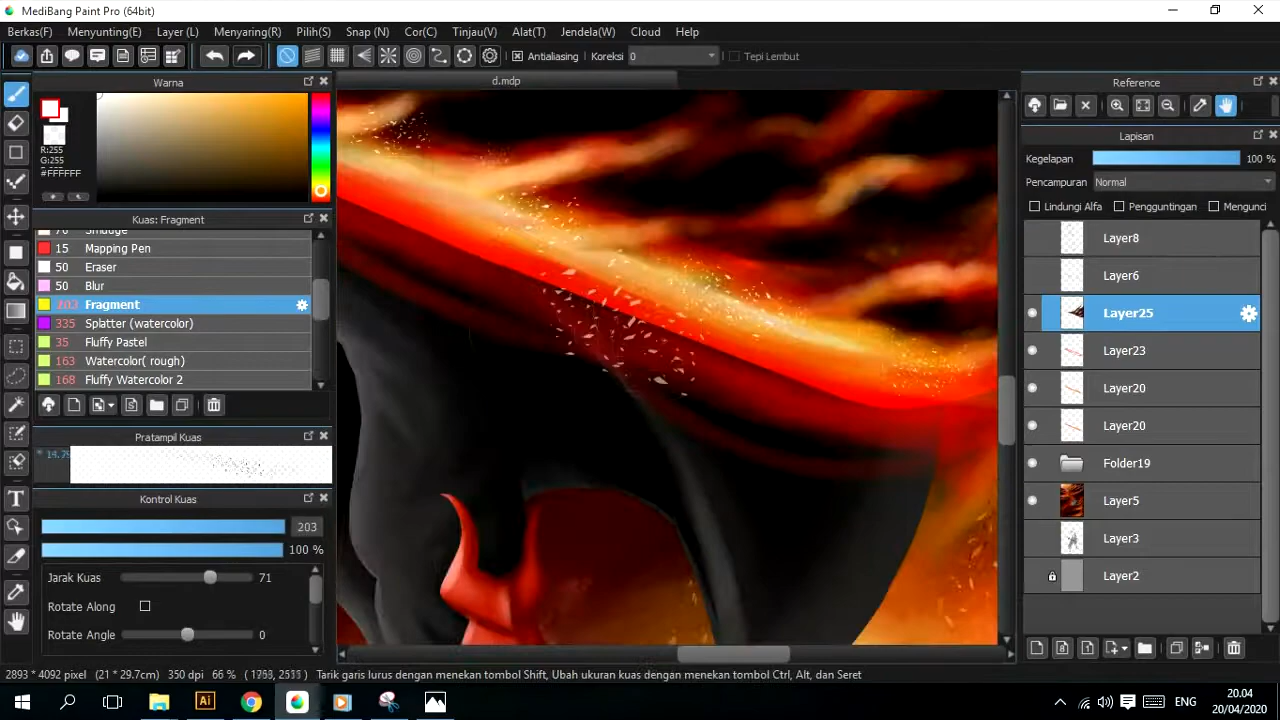 MediBang Paint Pro (64bit)
Berkas(F) Menyunting(E) Layer (L) Menyaring(R) Pilih(S) Snap (N) Cor(C) Tinjau(V) Alat(T) Jendela(W) Cloud Help
Antialiasing Koreksi 0 Tepi Lembut
Warna
d.mdp
Reference
R:255
G:255
#FFFFFF
Lapisan
Kegelapan 100 %
Pencampuran Normal
Lindungi Alfa Pengguntingan Mengunci
Kuas: Fragment
Smudge
15 Mapping Pen
50 Eraser
50 Blur
203 Fragment
335 Splatter (watercolor)
35 Fluffy Pastel
163 Watercolor( rough)
168 Fluffy Watercolor 2
Layer8
Layer6
Layer25
Layer23
Layer20
Layer20
Folder19
Layer5
Layer3
Layer2
Pratampil Kuas
Kontrol Kuas
203
100 %
Jarak Kuas 71
Rotate Along
Rotate Angle 0
2893 * 4092 pixel (21 * 29.7cm) 350 dpi 66 % Tarik garis lurus dengan menekan tombol Shift, Ubah ukuran kuas dengan menekan tombol Ctrl, Alt, dan Seret
Ai
ENG
20.04
20/04/2020